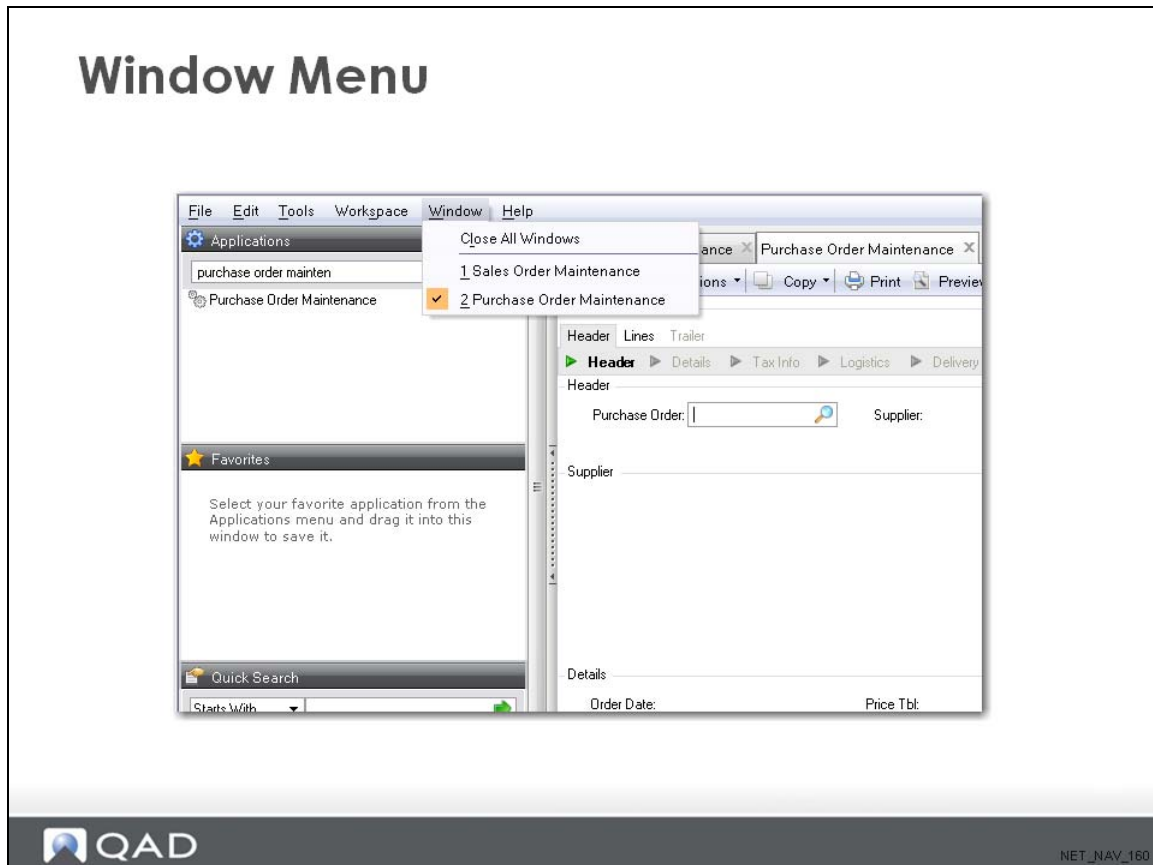 Window Menu
File Edit Tools Workspace Window Help
Applications
Close All Windows
1 Sales Order Maintenance
2 Purchase Order Maintenance
Purchase Order Maintenance
purchase order mainten
Purchase Order Maintenance
Copy Print
Header Lines Trailer
Header Details Tax Info Logistics Delivery
Header
Purchase Order: Supplier:
Favorites
Supplier
Select your favorite application from the
Applications menu and drag it into this
window to save it.
Quick Search
Details
Starts With
Order Date: Price Tbl:
QAD
NET_NAV_160